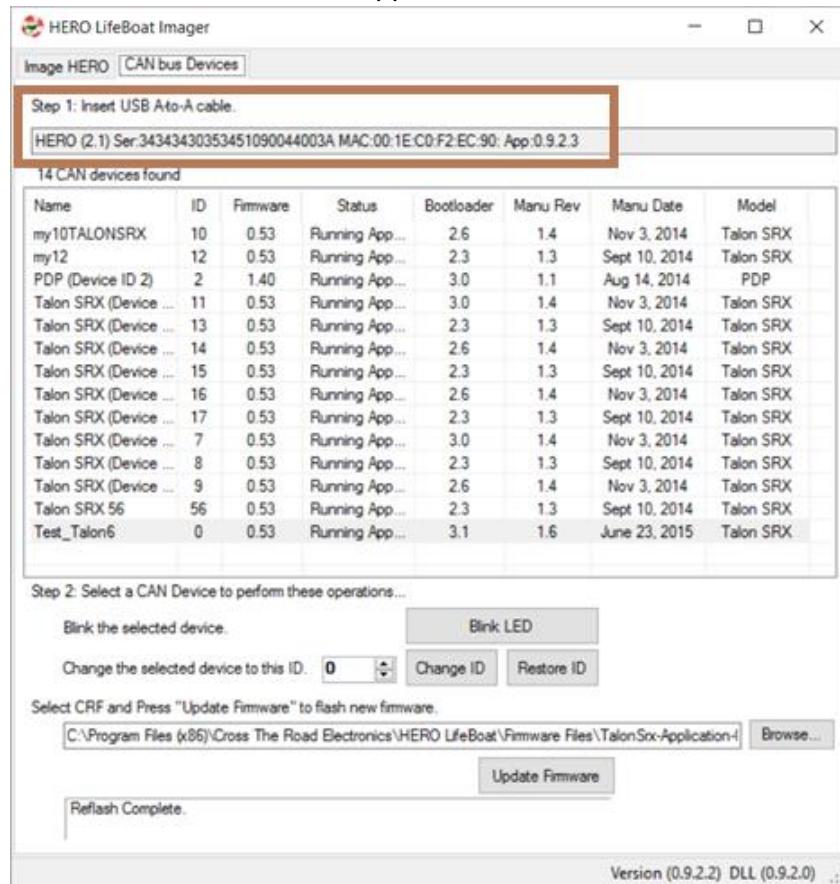 HERO LifeBoat Imager
Image HERO CAN bus Devices
Step 1: Insert USB A-to-A cable.
HERO (2.1) Ser:3434343035345109004​4003A MAC:00:1E:C0:F2:EC:90: App:0.9.2.3
14 CAN devices found
Name ID Firmware Status Bootloader Manu Rev Manu Date Model
my10TALONSRX 10 0.53 Running App... 2.6 1.4 Nov 3, 2014 Talon SRX
my12 12 0.53 Running App... 2.3 1.3 Sept 10, 2014 Talon SRX
PDP (Device ID 2) 2 1.40 Running App... 3.0 1.1 Aug 14, 2014 PDP
Talon SRX (Device ... 11 0.53 Running App... 3.0 1.4 Nov 3, 2014 Talon SRX
Talon SRX (Device ... 13 0.53 Running App... 2.3 1.3 Sept 10, 2014 Talon SRX
Talon SRX (Device ... 14 0.53 Running App... 2.6 1.4 Nov 3, 2014 Talon SRX
Talon SRX (Device ... 15 0.53 Running App... 2.3 1.3 Sept 10, 2014 Talon SRX
Talon SRX (Device ... 16 0.53 Running App... 2.6 1.4 Nov 3, 2014 Talon SRX
Talon SRX (Device ... 17 0.53 Running App... 2.3 1.3 Sept 10, 2014 Talon SRX
Talon SRX (Device ... 7 0.53 Running App... 3.0 1.4 Nov 3, 2014 Talon SRX
Talon SRX (Device ... 8 0.53 Running App... 2.3 1.3 Sept 10, 2014 Talon SRX
Talon SRX (Device ... 9 0.53 Running App... 2.6 1.4 Nov 3, 2014 Talon SRX
Talon SRX 56 56 0.53 Running App... 2.3 1.3 Sept 10, 2014 Talon SRX
Test_Talon6 0 0.53 Running App... 3.1 1.6 June 23, 2015 Talon SRX
Step 2: Select a CAN Device to perform these operations...
Blink the selected device. Blink LED
Change the selected device to this ID. 0 Change ID Restore ID
Select CRF and Press "Update Firmware" to flash new firmware.
C:\Program Files (x86)\Cross The Road Electronics\HERO LifeBoat\Firmware Files\TalonSrx-Application- Browse...
Update Firmware
Reflash Complete.
Version (0.9.2.2) DLL (0.9.2.0)